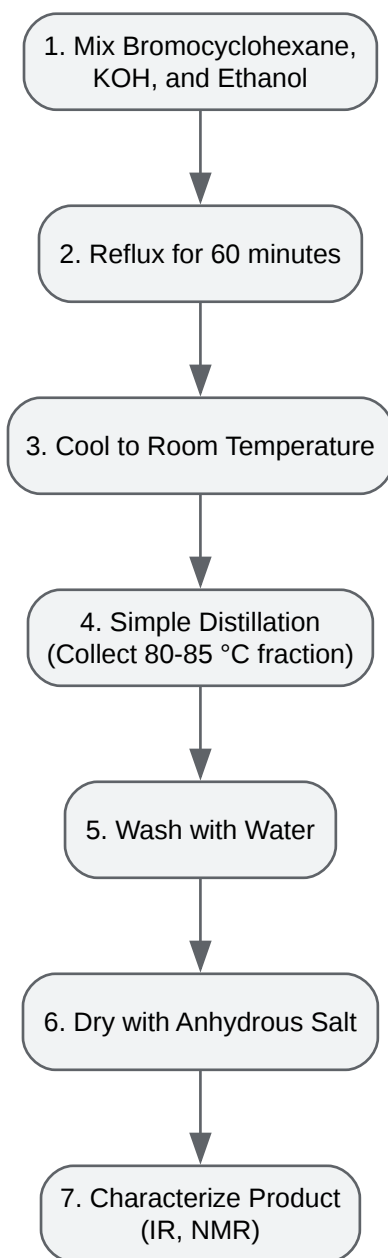 1. Mix Bromocyclohexane,
KOH, and Ethanol
2. Reflux for 60 minutes
3. Cool to Room Temperature
4. Simple Distillation
(Collect 80-85 °C fraction)
5. Wash with Water
6. Dry with Anhydrous Salt
7. Characterize Product
(IR, NMR)